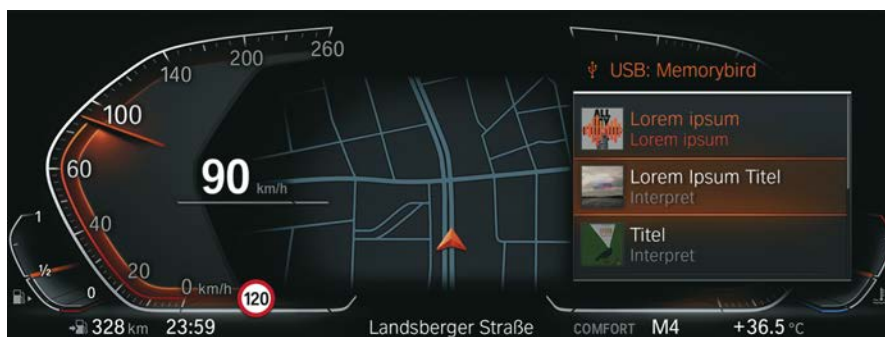 260
200
140
100
60
40
20
0 km/h
120
90
km/h
1
1/2
0
328 km
23:59
Landsberger Straße
USB: Memorybird
Lorem ipsum
Lorem ipsum
Lorem Ipsum Titel
Interpret
Titel
Interpret
COMFORT M4 +36.5 °C